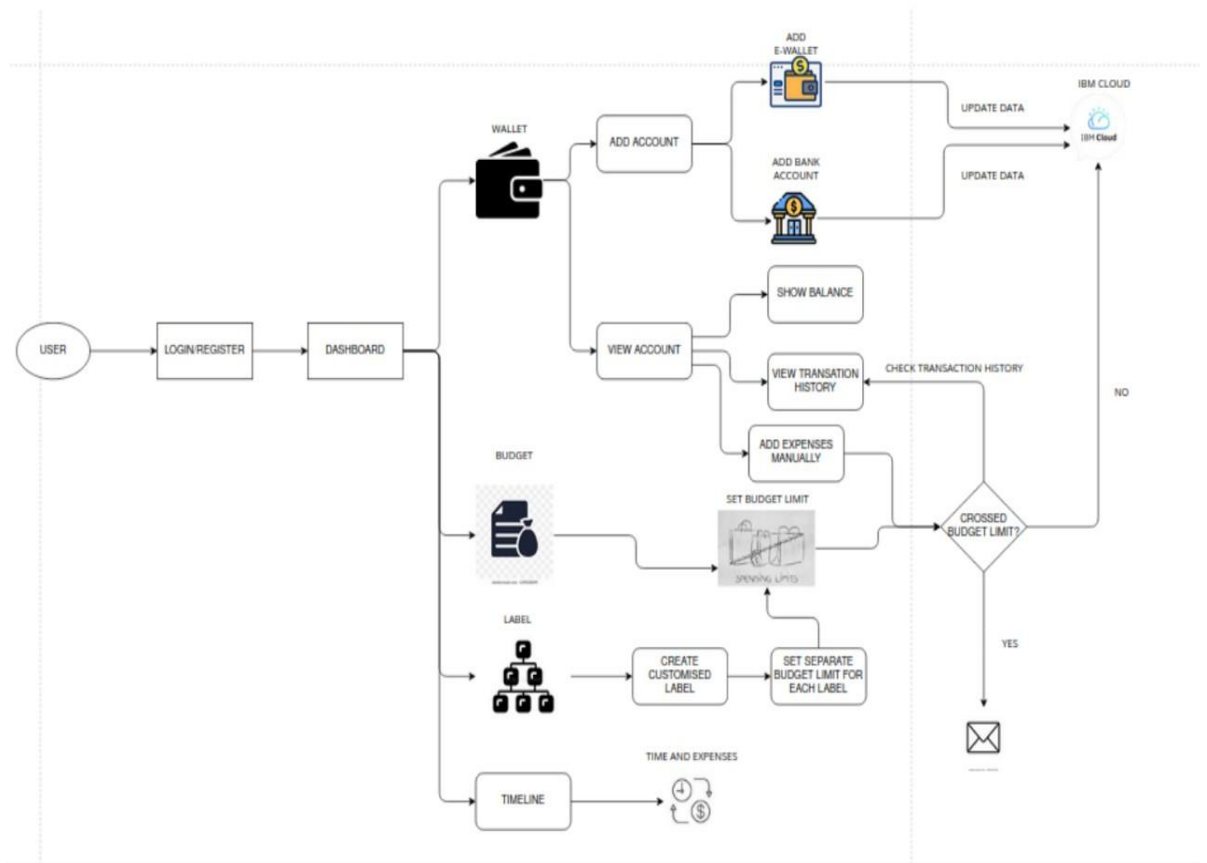 ADD
E-WALLET
IBM CLOUD
UPDATE DATA
IBM Cloud
WALLET
ADD ACCOUNT
ADD BANK
ACCOUNT
UPDATE DATA
SHOW BALANCE
USER
LOGIN/REGISTER
DASHBOARD
VIEW ACCOUNT
VIEW TRANSATION
HISTORY
CHECK TRANSACTION HISTORY
NO
ADD EXPENSES
MANUALLY
BUDGET
SET BUDGET LIMIT
CROSSED
BUDGET LIMIT?
SPENDING LIMITS
LABEL
CREATE
CUSTOMISED
LABEL
SET SEPARATE
BUDGET LIMIT FOR
EACH LABEL
YES
TIME AND EXPENSES
TIMELINE